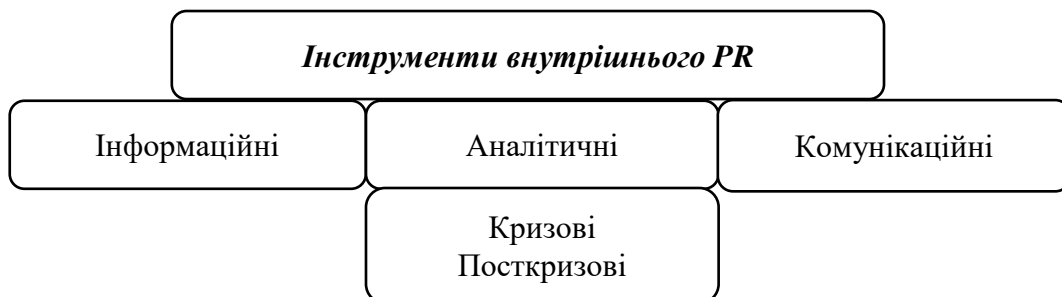 Інструменти внутрішнього PR
Інформаційні
Аналітичні
Комунікаційні
Кризові
Посткризові